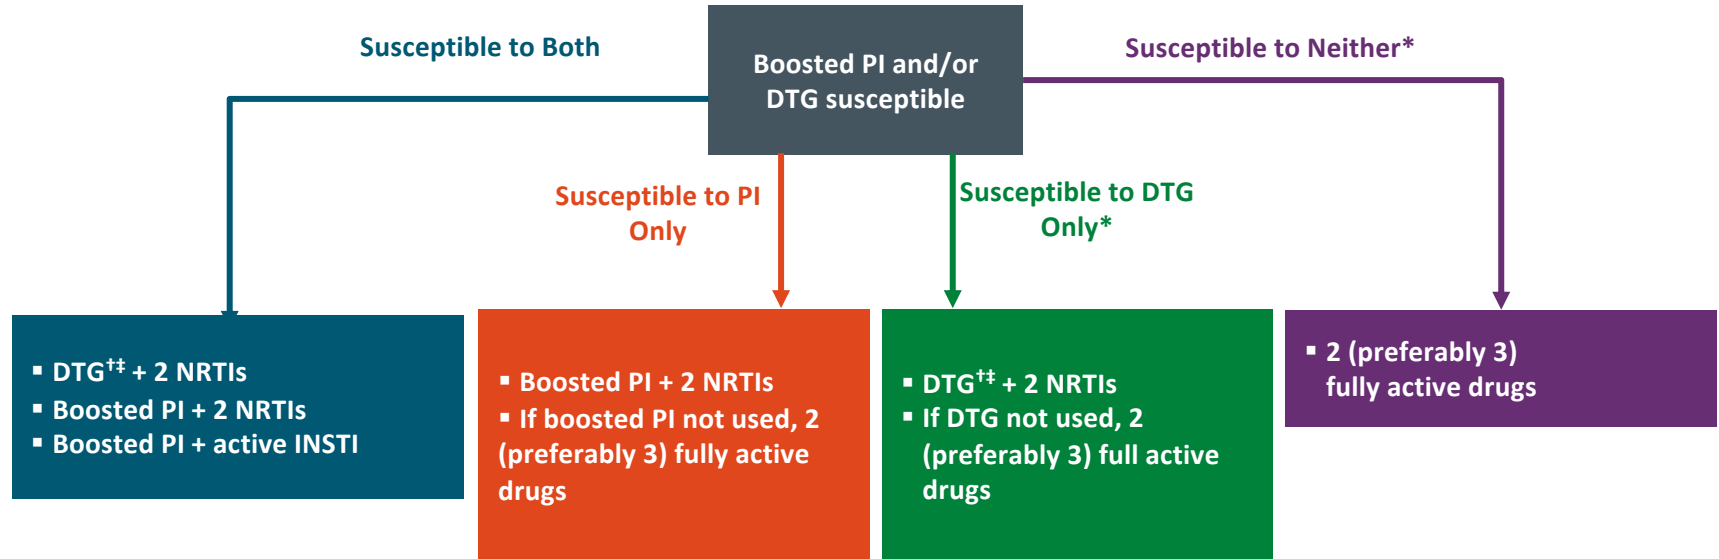 Susceptible to Both
Boosted PI and/or
DTG susceptible
Susceptible to Neither*
Susceptible to PI
Only
Susceptible to DTG
Only*
▪ DTG†‡ + 2 NRTIs
▪ Boosted PI + 2 NRTIs
▪ Boosted PI + active INSTI
▪ Boosted PI + 2 NRTIs
▪ If boosted PI not used, 2
(preferably 3) fully active
drugs
▪ DTG†‡ + 2 NRTIs
▪ If DTG not used, 2
(preferably 3) full active
drugs
▪ 2 (preferably 3)
fully active drugs